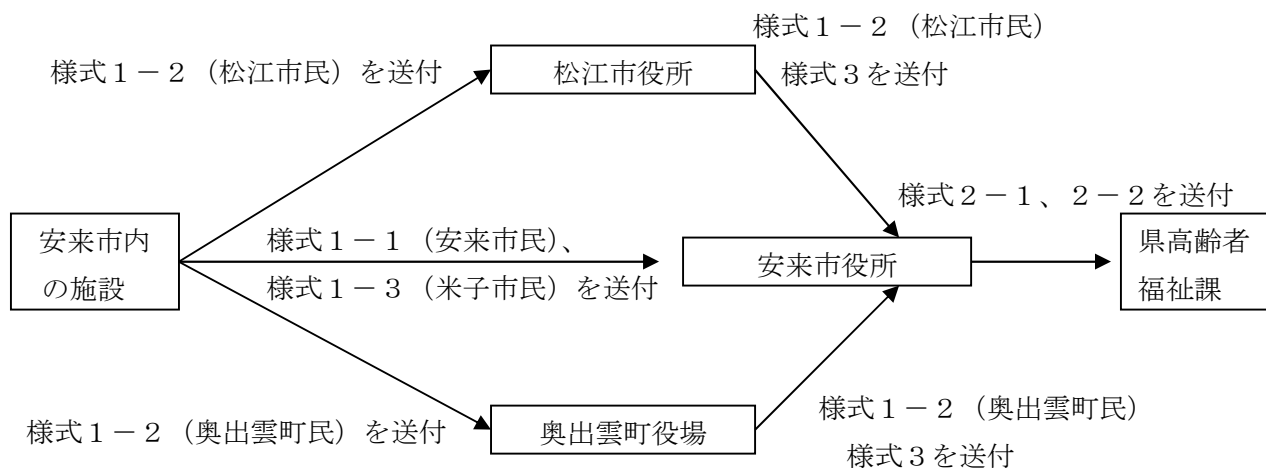 様式１－２（松江市民）
様式１－２（松江市民）を送付
松江市役所
様式３を送付
様式２－１、２－２を送付
安来市内
の施設
様式１－１（安来市民）、
様式１－３（米子市民）を送付
安来市役所
県高齢者
福祉課
様式１－２（奥出雲町民）を送付
奥出雲町役場
様式１－２（奥出雲町民）
様式３を送付